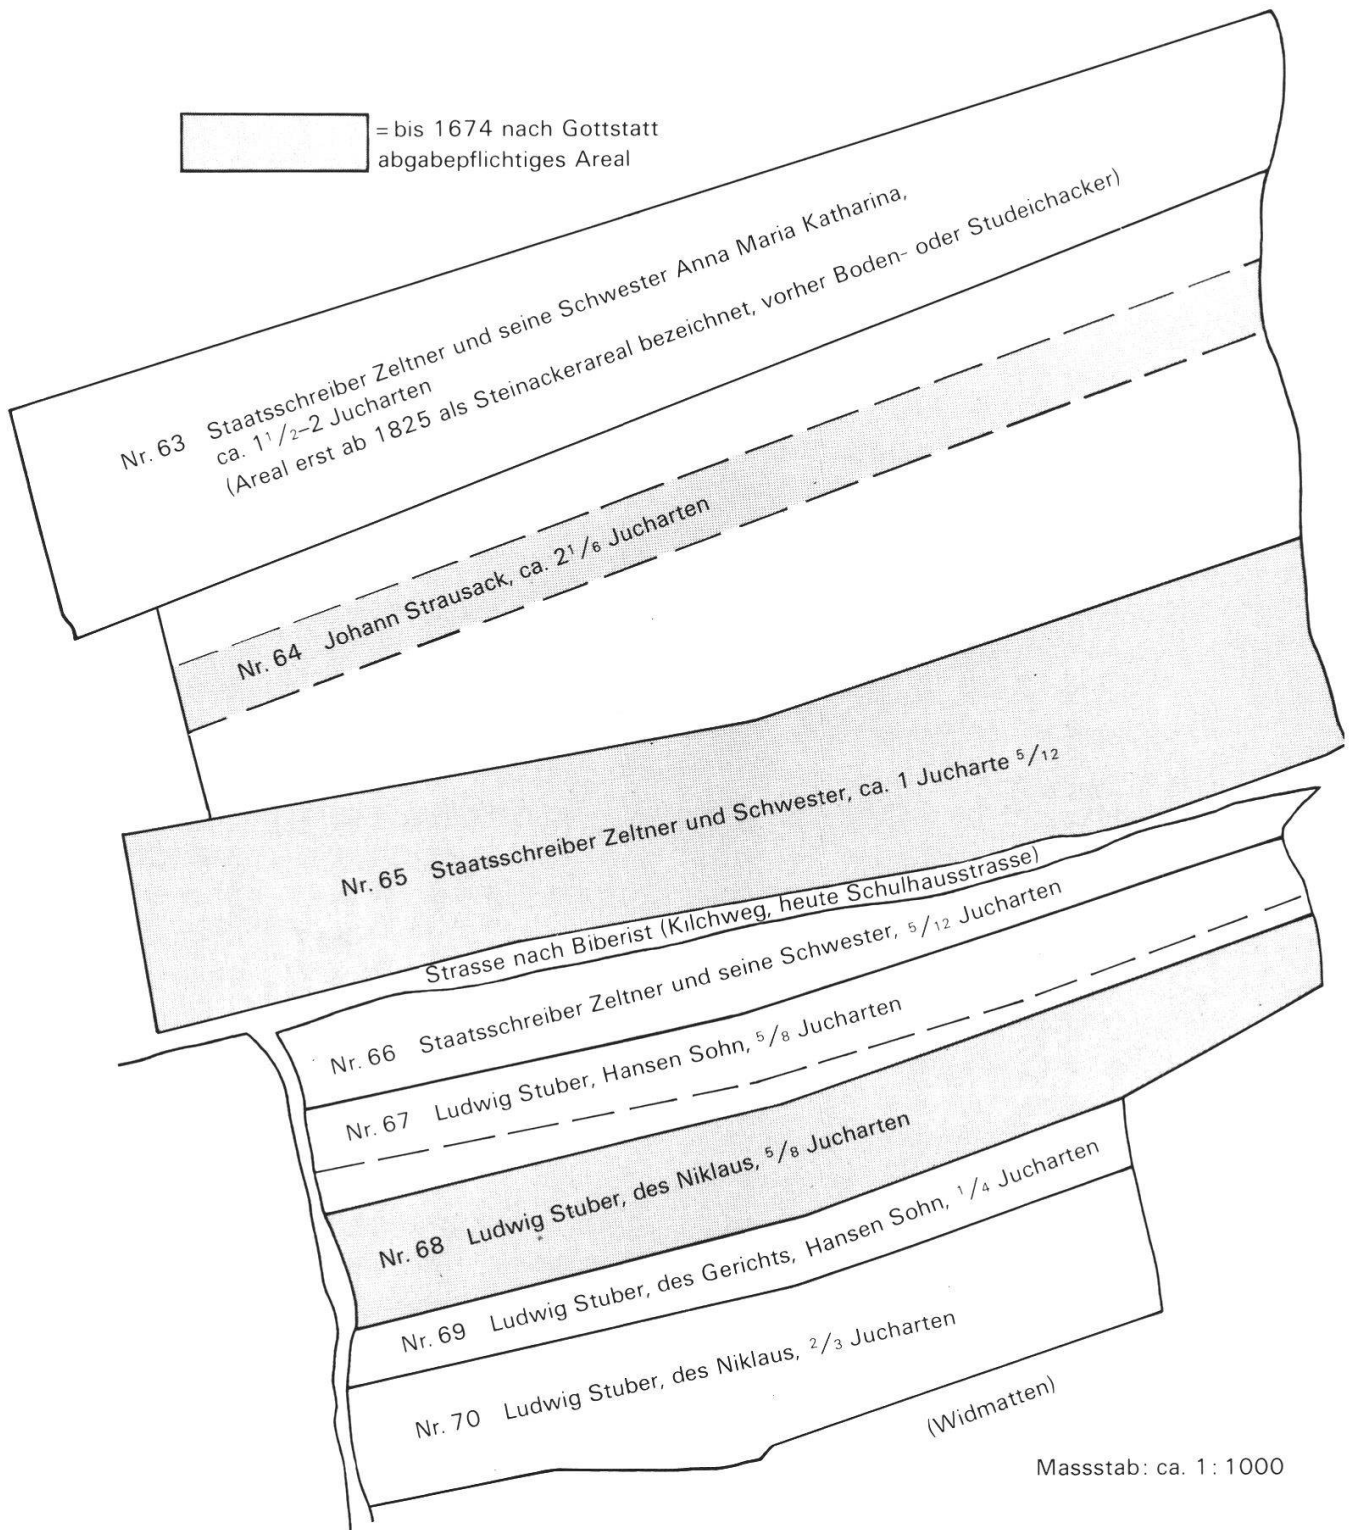 = bis 1674 nach Gottstatt
abgabepflichtiges Areal
Nr. 63 Staatsschreiber Zeltner und seine Schwester Anna Maria Katharina,
ca. 1 1/2–2 Jucharten
(Areal erst ab 1825 als Steinackerareal bezeichnet, vorher Boden- oder Studeichacker)
Nr. 64 Johann Strausack, ca. 2 1/6 Jucharten
Nr. 65 Staatsschreiber Zeltner und Schwester, ca. 1 Jucharte 5/12
Strasse nach Biberist (Kilchweg, heute Schulhausstrasse)
Nr. 66 Staatsschreiber Zeltner und seine Schwester, 5/12 Jucharten
Nr. 67 Ludwig Stuber, Hansen Sohn, 5/8 Jucharten
Nr. 68 Ludwig Stuber, des Niklaus, 5/8 Jucharten
Nr. 69 Ludwig Stuber, des Gerichts, Hansen Sohn, 1/4 Jucharten
Nr. 70 Ludwig Stuber, des Niklaus, 2/3 Jucharten
(Widmatten)
Massstab: ca. 1 : 1000